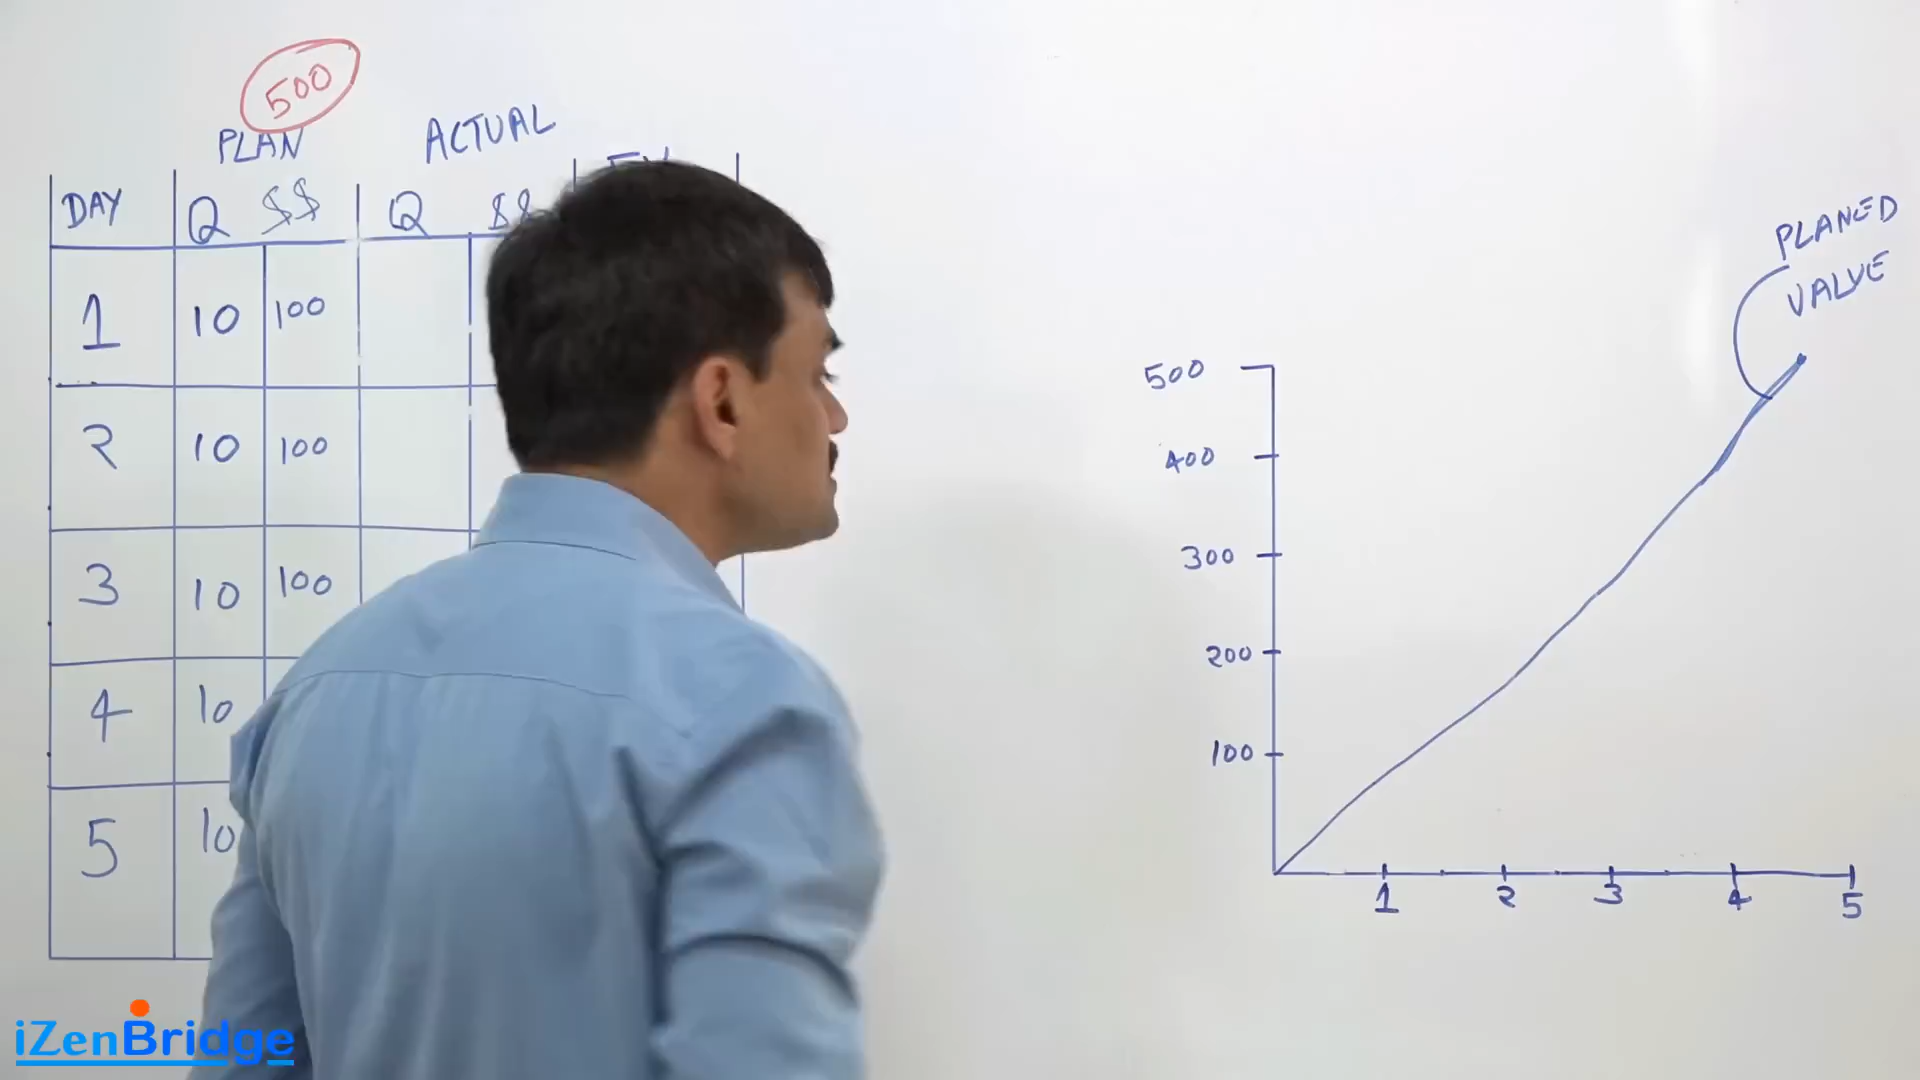 500
PLAN ACTUAL
DAY Q $$ Q $$
1 10 100
2 10 100
3 10 100
4 10
5 10
PLANED
VALUE
500
400
300
200
100
1 2 3 4 5
iZenBridge